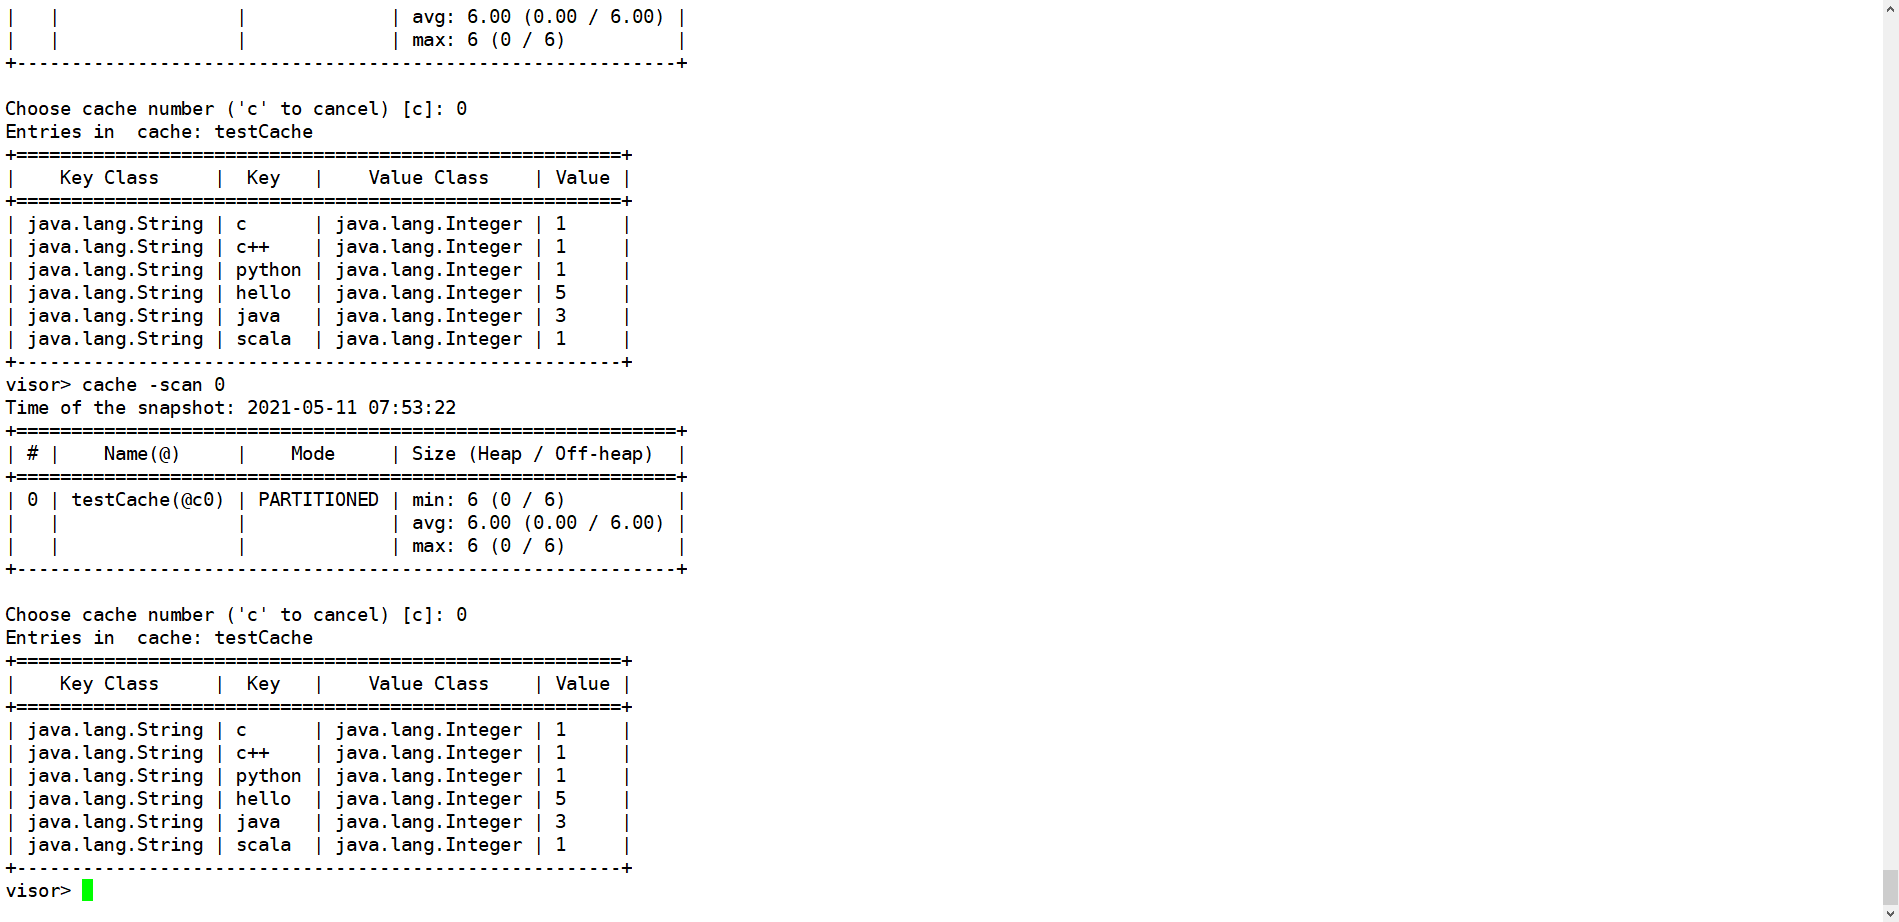 |   |                |             | avg: 6.00 (0.00 / 6.00) |
|   |                |             | max: 6 (0 / 6)          |
+------------------------------------------------------------+

Choose cache number ('c' to cancel) [c]: 0
Entries in  cache: testCache
+=======================================================+
|    Key Class     |  Key   |    Value Class    | Value |
+=======================================================+
| java.lang.String | c      | java.lang.Integer | 1     |
| java.lang.String | c++    | java.lang.Integer | 1     |
| java.lang.String | python | java.lang.Integer | 1     |
| java.lang.String | hello  | java.lang.Integer | 5     |
| java.lang.String | java   | java.lang.Integer | 3     |
| java.lang.String | scala  | java.lang.Integer | 1     |
+-------------------------------------------------------+
visor> cache -scan 0
Time of the snapshot: 2021-05-11 07:53:22
+============================================================+
| # |    Name(@)     |    Mode     | Size (Heap / Off-heap)  |
+============================================================+
| 0 | testCache(@c0) | PARTITIONED | min: 6 (0 / 6)          |
|   |                |             | avg: 6.00 (0.00 / 6.00) |
|   |                |             | max: 6 (0 / 6)          |
+------------------------------------------------------------+

Choose cache number ('c' to cancel) [c]: 0
Entries in  cache: testCache
+=======================================================+
|    Key Class     |  Key   |    Value Class    | Value |
+=======================================================+
| java.lang.String | c      | java.lang.Integer | 1     |
| java.lang.String | c++    | java.lang.Integer | 1     |
| java.lang.String | python | java.lang.Integer | 1     |
| java.lang.String | hello  | java.lang.Integer | 5     |
| java.lang.String | java   | java.lang.Integer | 3     |
| java.lang.String | scala  | java.lang.Integer | 1     |
+-------------------------------------------------------+
visor>